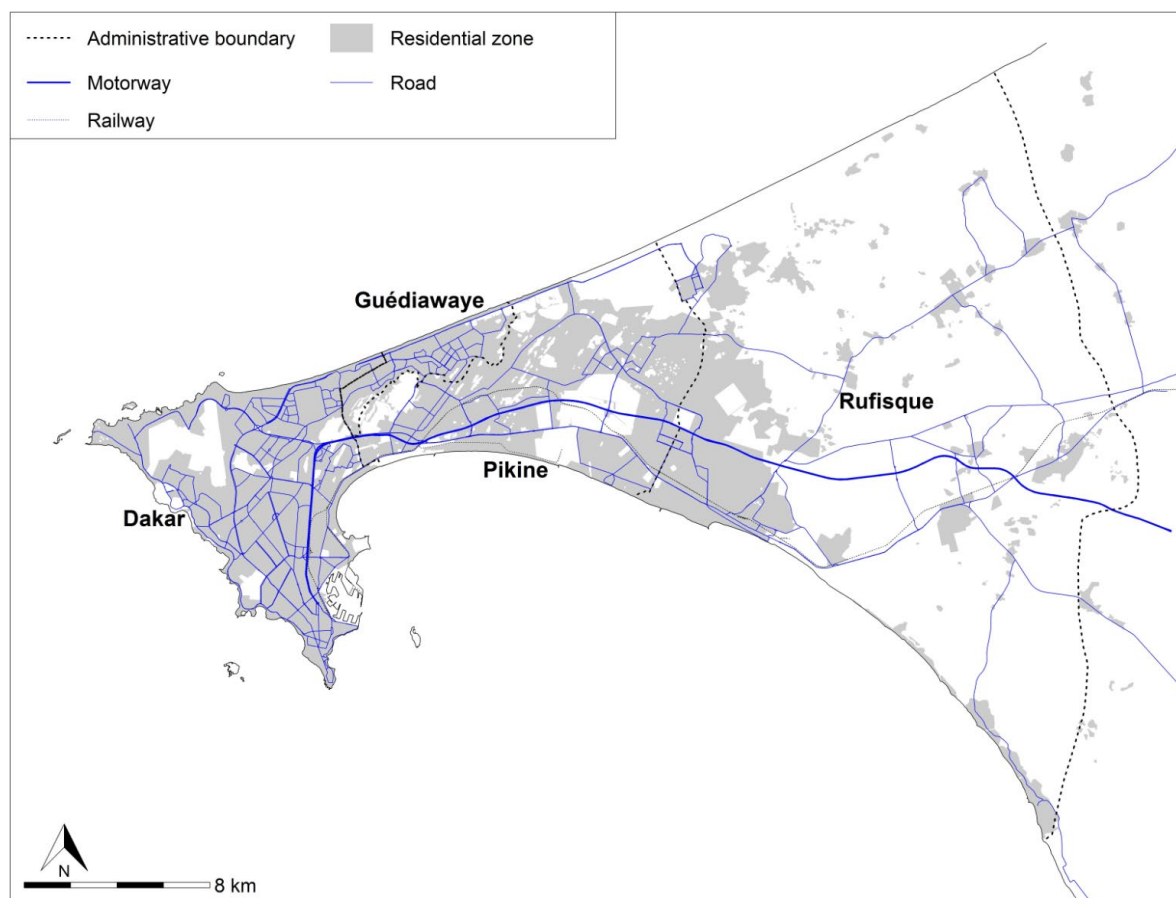 Administrative boundary
Residential zone
Motorway
Road
Railway
Guédiawaye
Rufisque
Pikine
Dakar
N
8 km